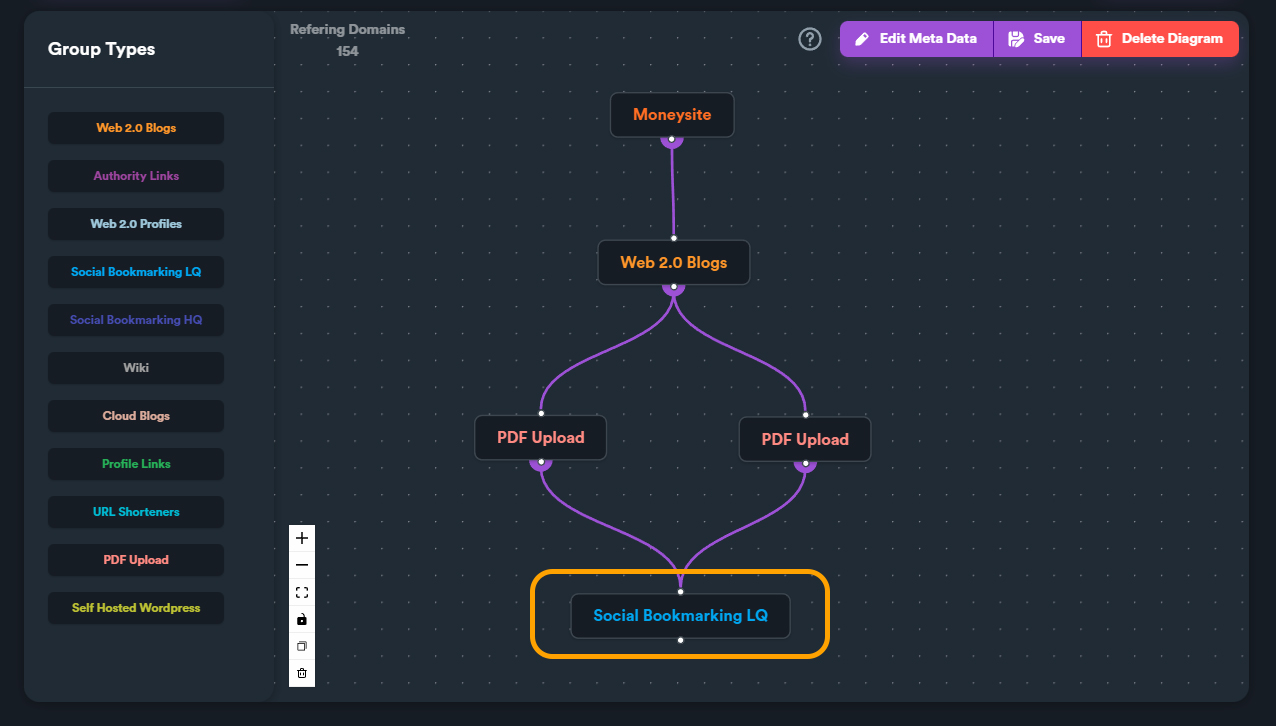 Group Types
Web 2.0 Blogs
Authority Links
Web 2.0 Profiles
Social Bookmarking LQ
Social Bookmarking HQ
Wiki
Cloud Blogs
Profile Links
URL Shorteners
PDF Upload
Self Hosted Wordpress
Refering Domains
154
Edit Meta Data
Save
Delete Diagram
Moneysite
Web 2.0 Blogs
PDF Upload
PDF Upload
Social Bookmarking LQ